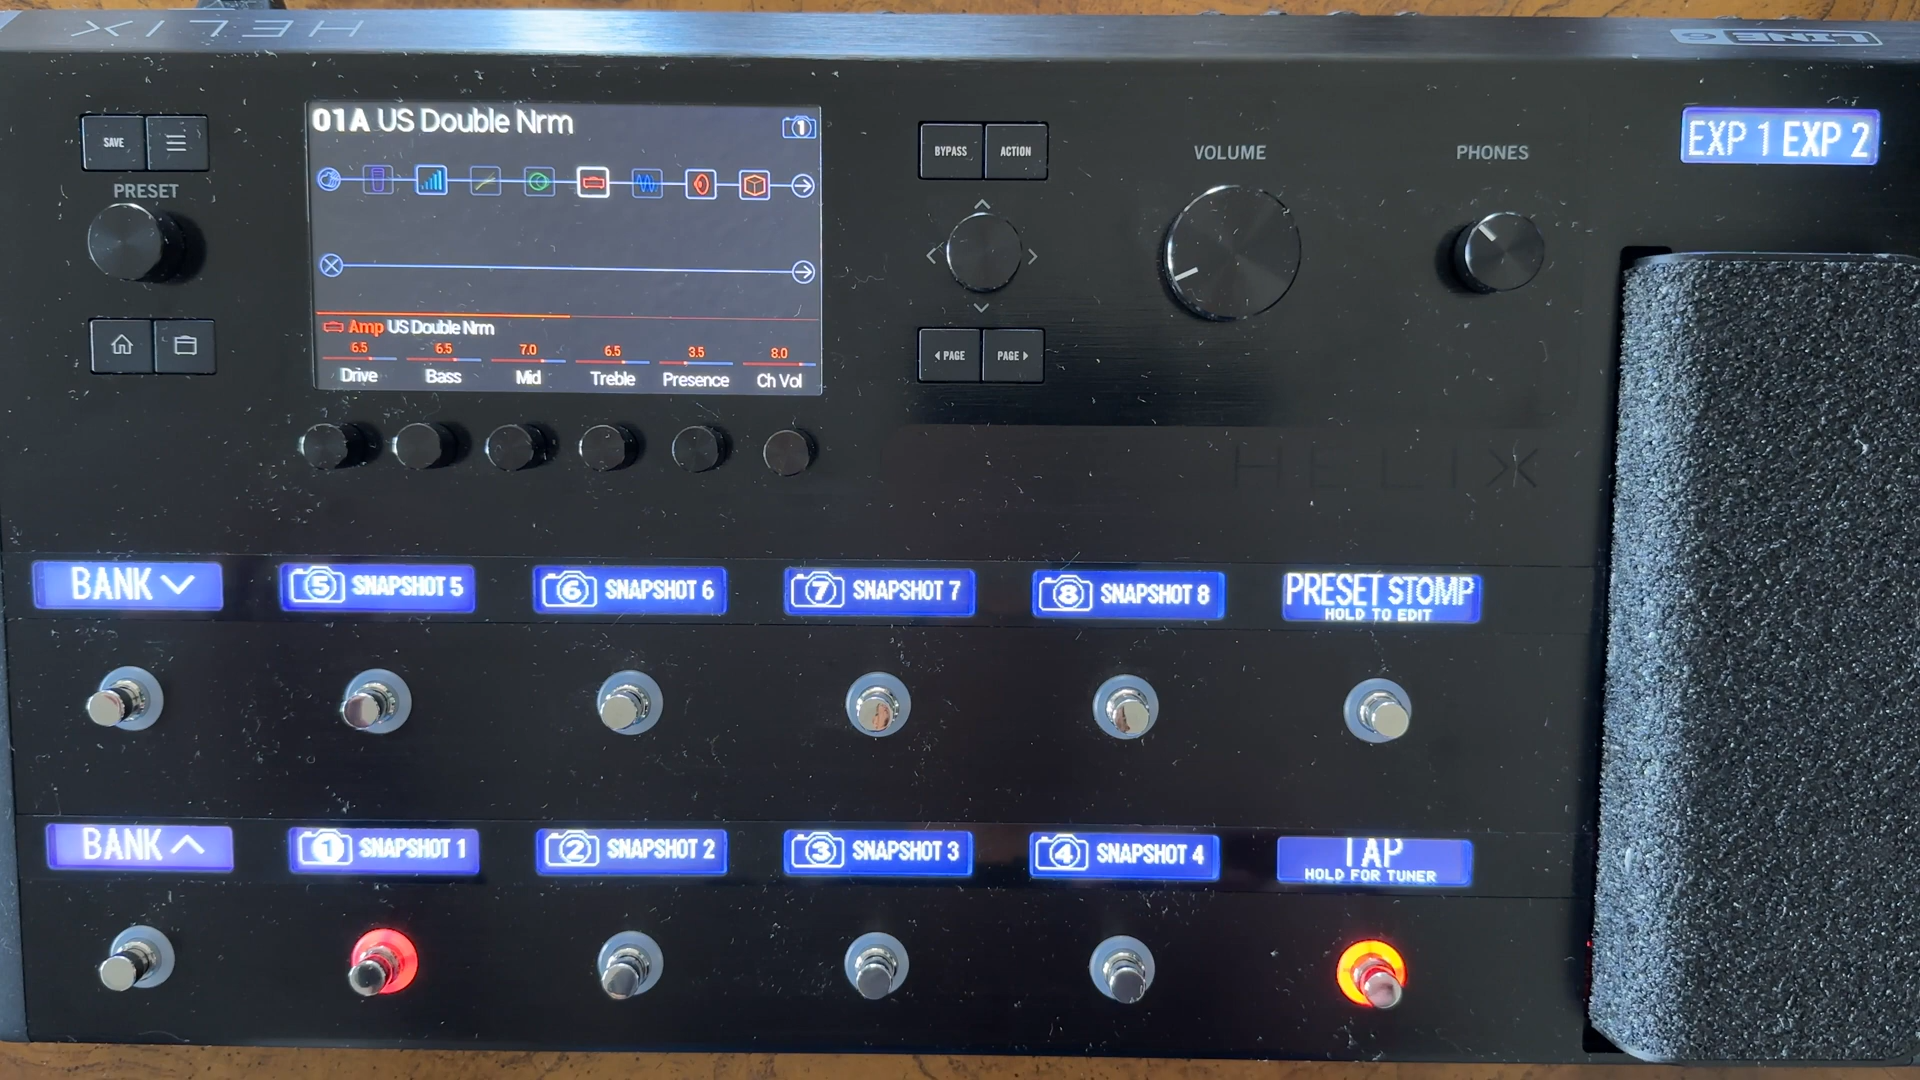 HELIX
LINE 6
SAVE
PRESET
01A US Double Nrm
1
Amp US Double Nrm
6.5 6.5 7.0 6.5 3.5 8.0
Drive Bass Mid Treble Presence Ch Vol
BYPASS ACTION
PAGE PAGE
VOLUME
PHONES
EXP 1 EXP 2
HELIX
BANK
5 SNAPSHOT 5
6 SNAPSHOT 6
7 SNAPSHOT 7
8 SNAPSHOT 8
PRESET STOMP
HOLD TO EDIT
BANK
1 SNAPSHOT 1
2 SNAPSHOT 2
3 SNAPSHOT 3
4 SNAPSHOT 4
TAP
HOLD FOR TUNER